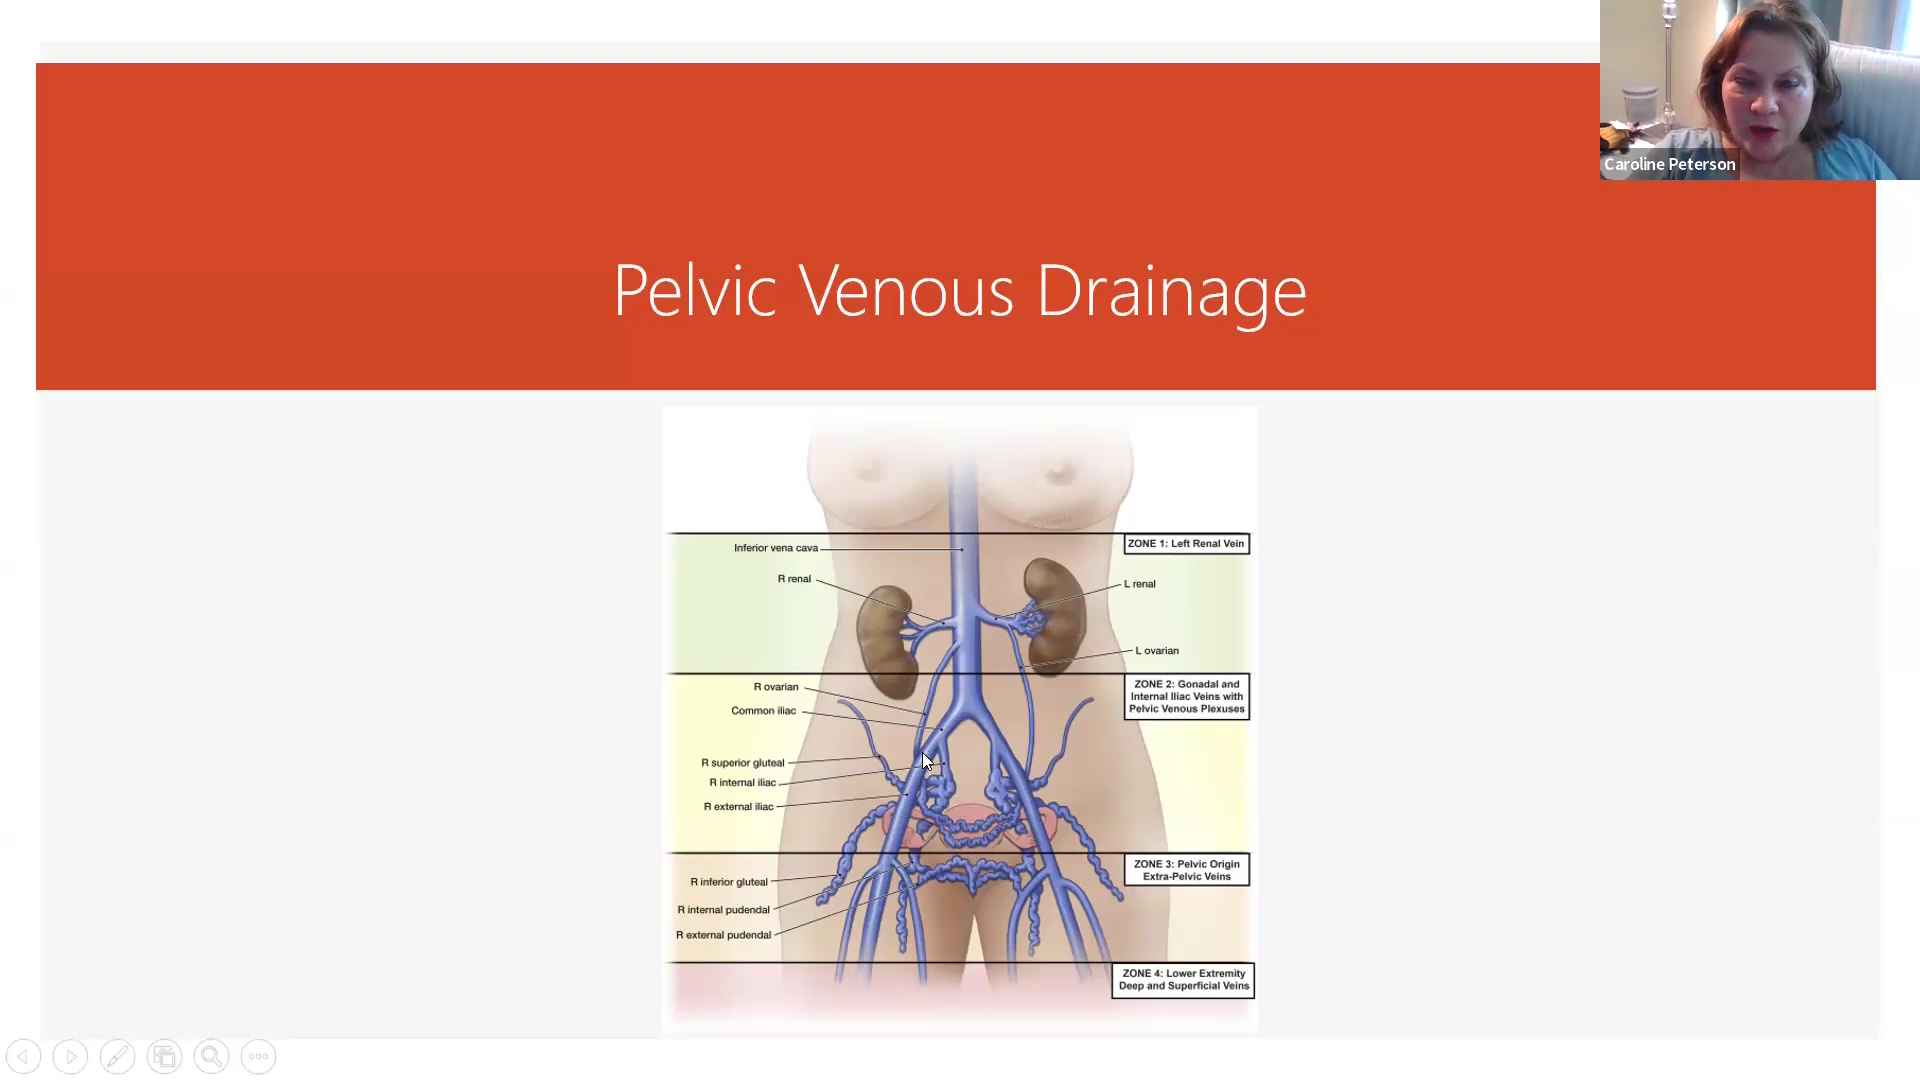 Caroline Peterson
Pelvic Venous Drainage
ZONE 1: Left Renal Vein
Inferior vena cava
R renal
L renal
L ovarian
ZONE 2: Gonadal and
Internal Iliac Veins with
Pelvic Venous Plexuses
R ovarian
Common iliac
R superior gluteal
R internal iliac
R external iliac
ZONE 3: Pelvic Origin
Extra-Pelvic Veins
R inferior gluteal
R internal pudendal
R external pudendal
ZONE 4: Lower Extremity
Deep and Superficial Veins